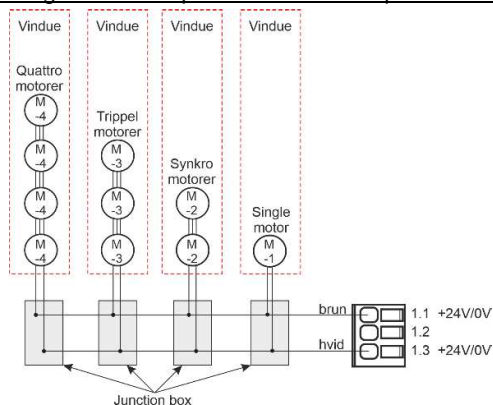 Vindue
Vindue
Vindue
Vindue
Quattro
motorer
M
-4
M
-4
M
-4
M
-4
Trippel
motorer
M
-3
M
-3
M
-3
Synkro
motorer
M
-2
M
-2
Single
motor
M
-1
brun
1.1 +24V/0V
1.2
hvid
1.3 +24V/0V
Junction box